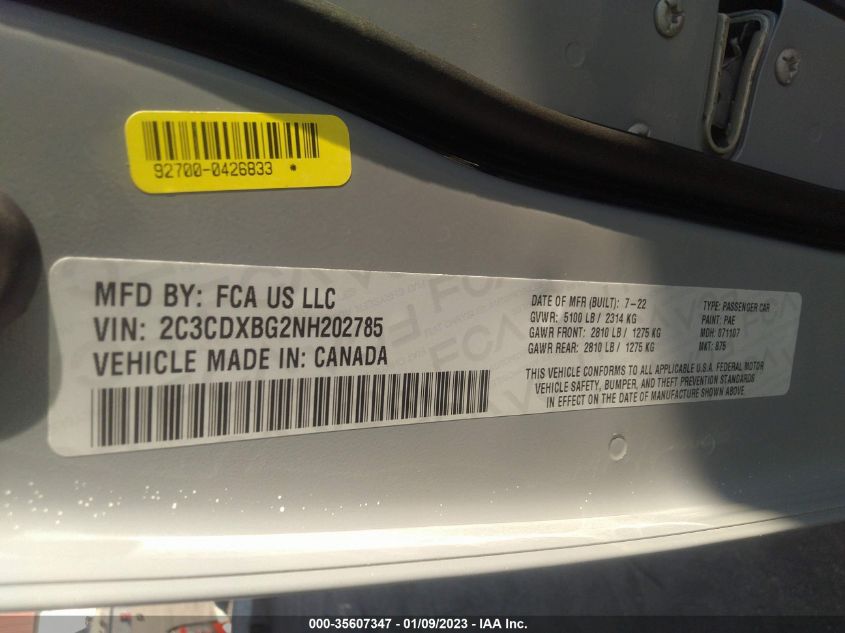 92700-0426833 *
MFD BY: FCA US LLC
VIN: 2C3CDXBG2NH202785
VEHICLE MADE IN: CANADA
DATE OF MFR (BUILT): 7-22
GVWR: 5100 LB / 2314 KG
GAWR FRONT: 2810 LB / 1275 KG
GAWR REAR: 2810 LB / 1275 KG
TYPE: PASSENGER CAR
PAINT: PAE
MDH: 071107
MKT: 875
THIS VEHICLE CONFORMS TO ALL APPLICABLE U.S.A. FEDERAL MOTOR
VEHICLE SAFETY, BUMPER, AND THEFT PREVENTION STANDARDS
IN EFFECT ON THE DATE OF MANUFACTURE SHOWN ABOVE.
000-35607347 - 01/09/2023 - IAA Inc.